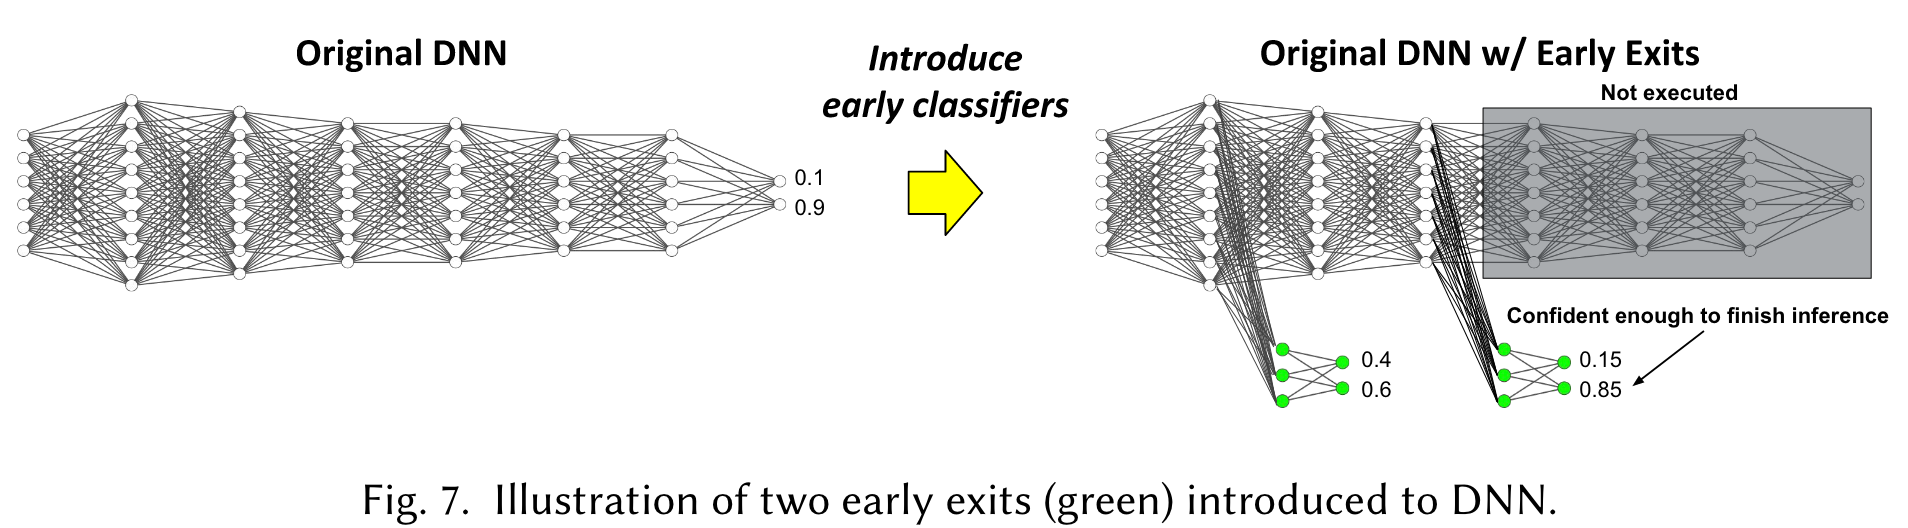 Original DNN
0.1
0.9
Introduce
early classifiers
Original DNN w/ Early Exits
Not executed
Confident enough to finish inference
0.4
0.6
0.15
0.85
Fig. 7. Illustration of two early exits (green) introduced to DNN.